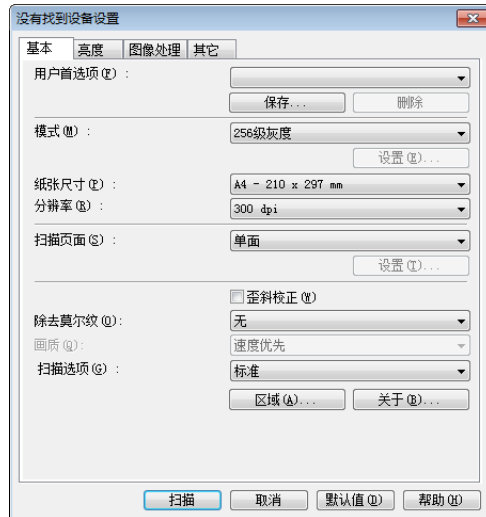 没有找到设备设置
基本 亮度 图像处理 其它
用户首选项(F) :
保存... 删除
模式(M) : 256级灰度
设置(E)...
纸张尺寸(P) : A4 - 210 x 297 mm
分辨率(R) : 300 dpi
扫描页面(S) : 单面
设置(T)...
歪斜校正(W)
除去莫尔纹(O): 无
画质(Q): 速度优先
扫描选项(G) : 标准
区域(A)... 关于(B)...
扫描 取消 默认值(D) 帮助(H)